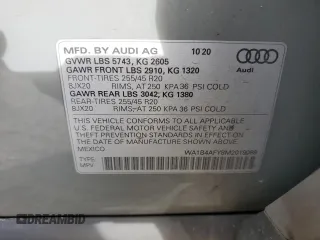 MFD. BY AUDI AG 10 20
GVWR LBS 5743, KG 2605
GAWR FRONT LBS 2910, KG 1320
FRONT-TIRES 255/45 R20
8JX20 RIMS, AT 250 KPA 36 PSI COLD
GAWR REAR LBS 3042, KG 1380
REAR-TIRES 255/45 R20
8JX20 RIMS, AT 250 KPA 36 PSI COLD
Audi
THIS VEHICLE CONFORMS TO ALL APPLICABLE
U.S. FEDERAL MOTOR VEHICLE SAFETY AND
THEFT PREVENTION STANDARDS IN EFFECT ON
THE DATE OF MANUFACTURE SHOWN ABOVE.
MEXICO
TYPE:
MPV